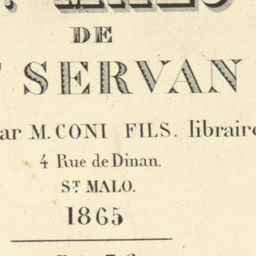 DE
SERVAN
ar M. CONI FILS. libraire
4 Rue de Dinan.
ST MALO.
1865